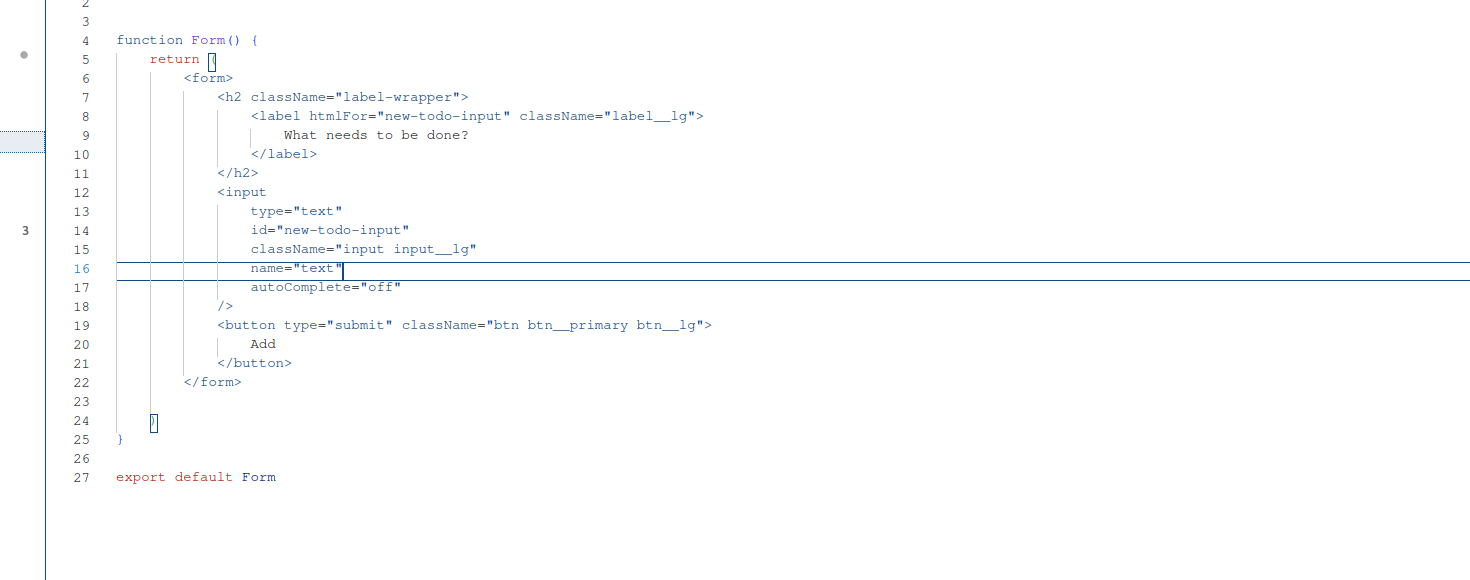 2
3
4 function Form() {
5 return (
6 <form>
7 <h2 className="label-wrapper">
8 <label htmlFor="new-todo-input" className="label__lg">
9 What needs to be done?
10 </label>
11 </h2>
12 <input
13 type="text"
14 id="new-todo-input"
3
15 className="input input__lg"
16 name="text"
17 autoComplete="off"
18 />
19 <button type="submit" className="btn btn__primary btn__lg">
20 Add
21 </button>
22 </form>
23
24 )
25 }
26
27 export default Form